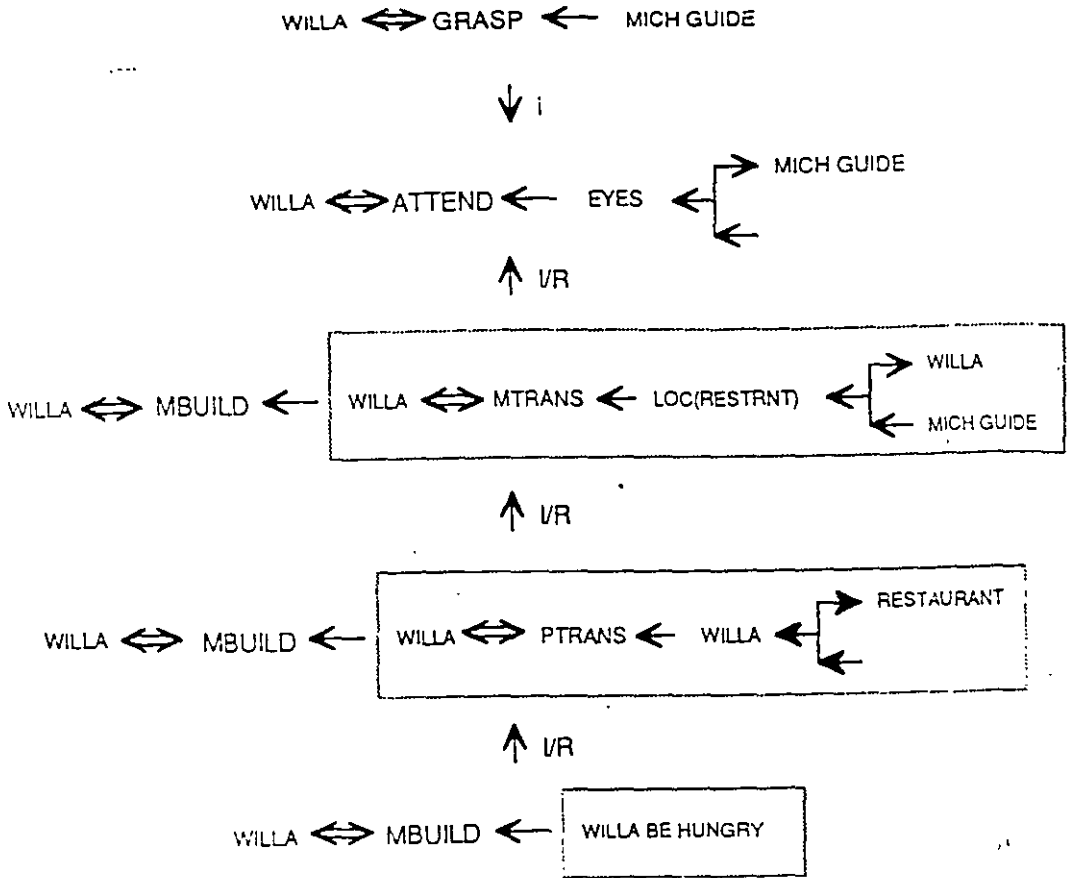 WILLA GRASP MICH GUIDE
i
MICH GUIDE
WILLA ATTEND EYES
I/R
WILLA
WILLA MBUILD WILLA MTRANS LOC(RESTRNT)
MICH GUIDE
I/R
RESTAURANT
WILLA MBUILD WILLA PTRANS WILLA
I/R
WILLA MBUILD WILLA BE HUNGRY